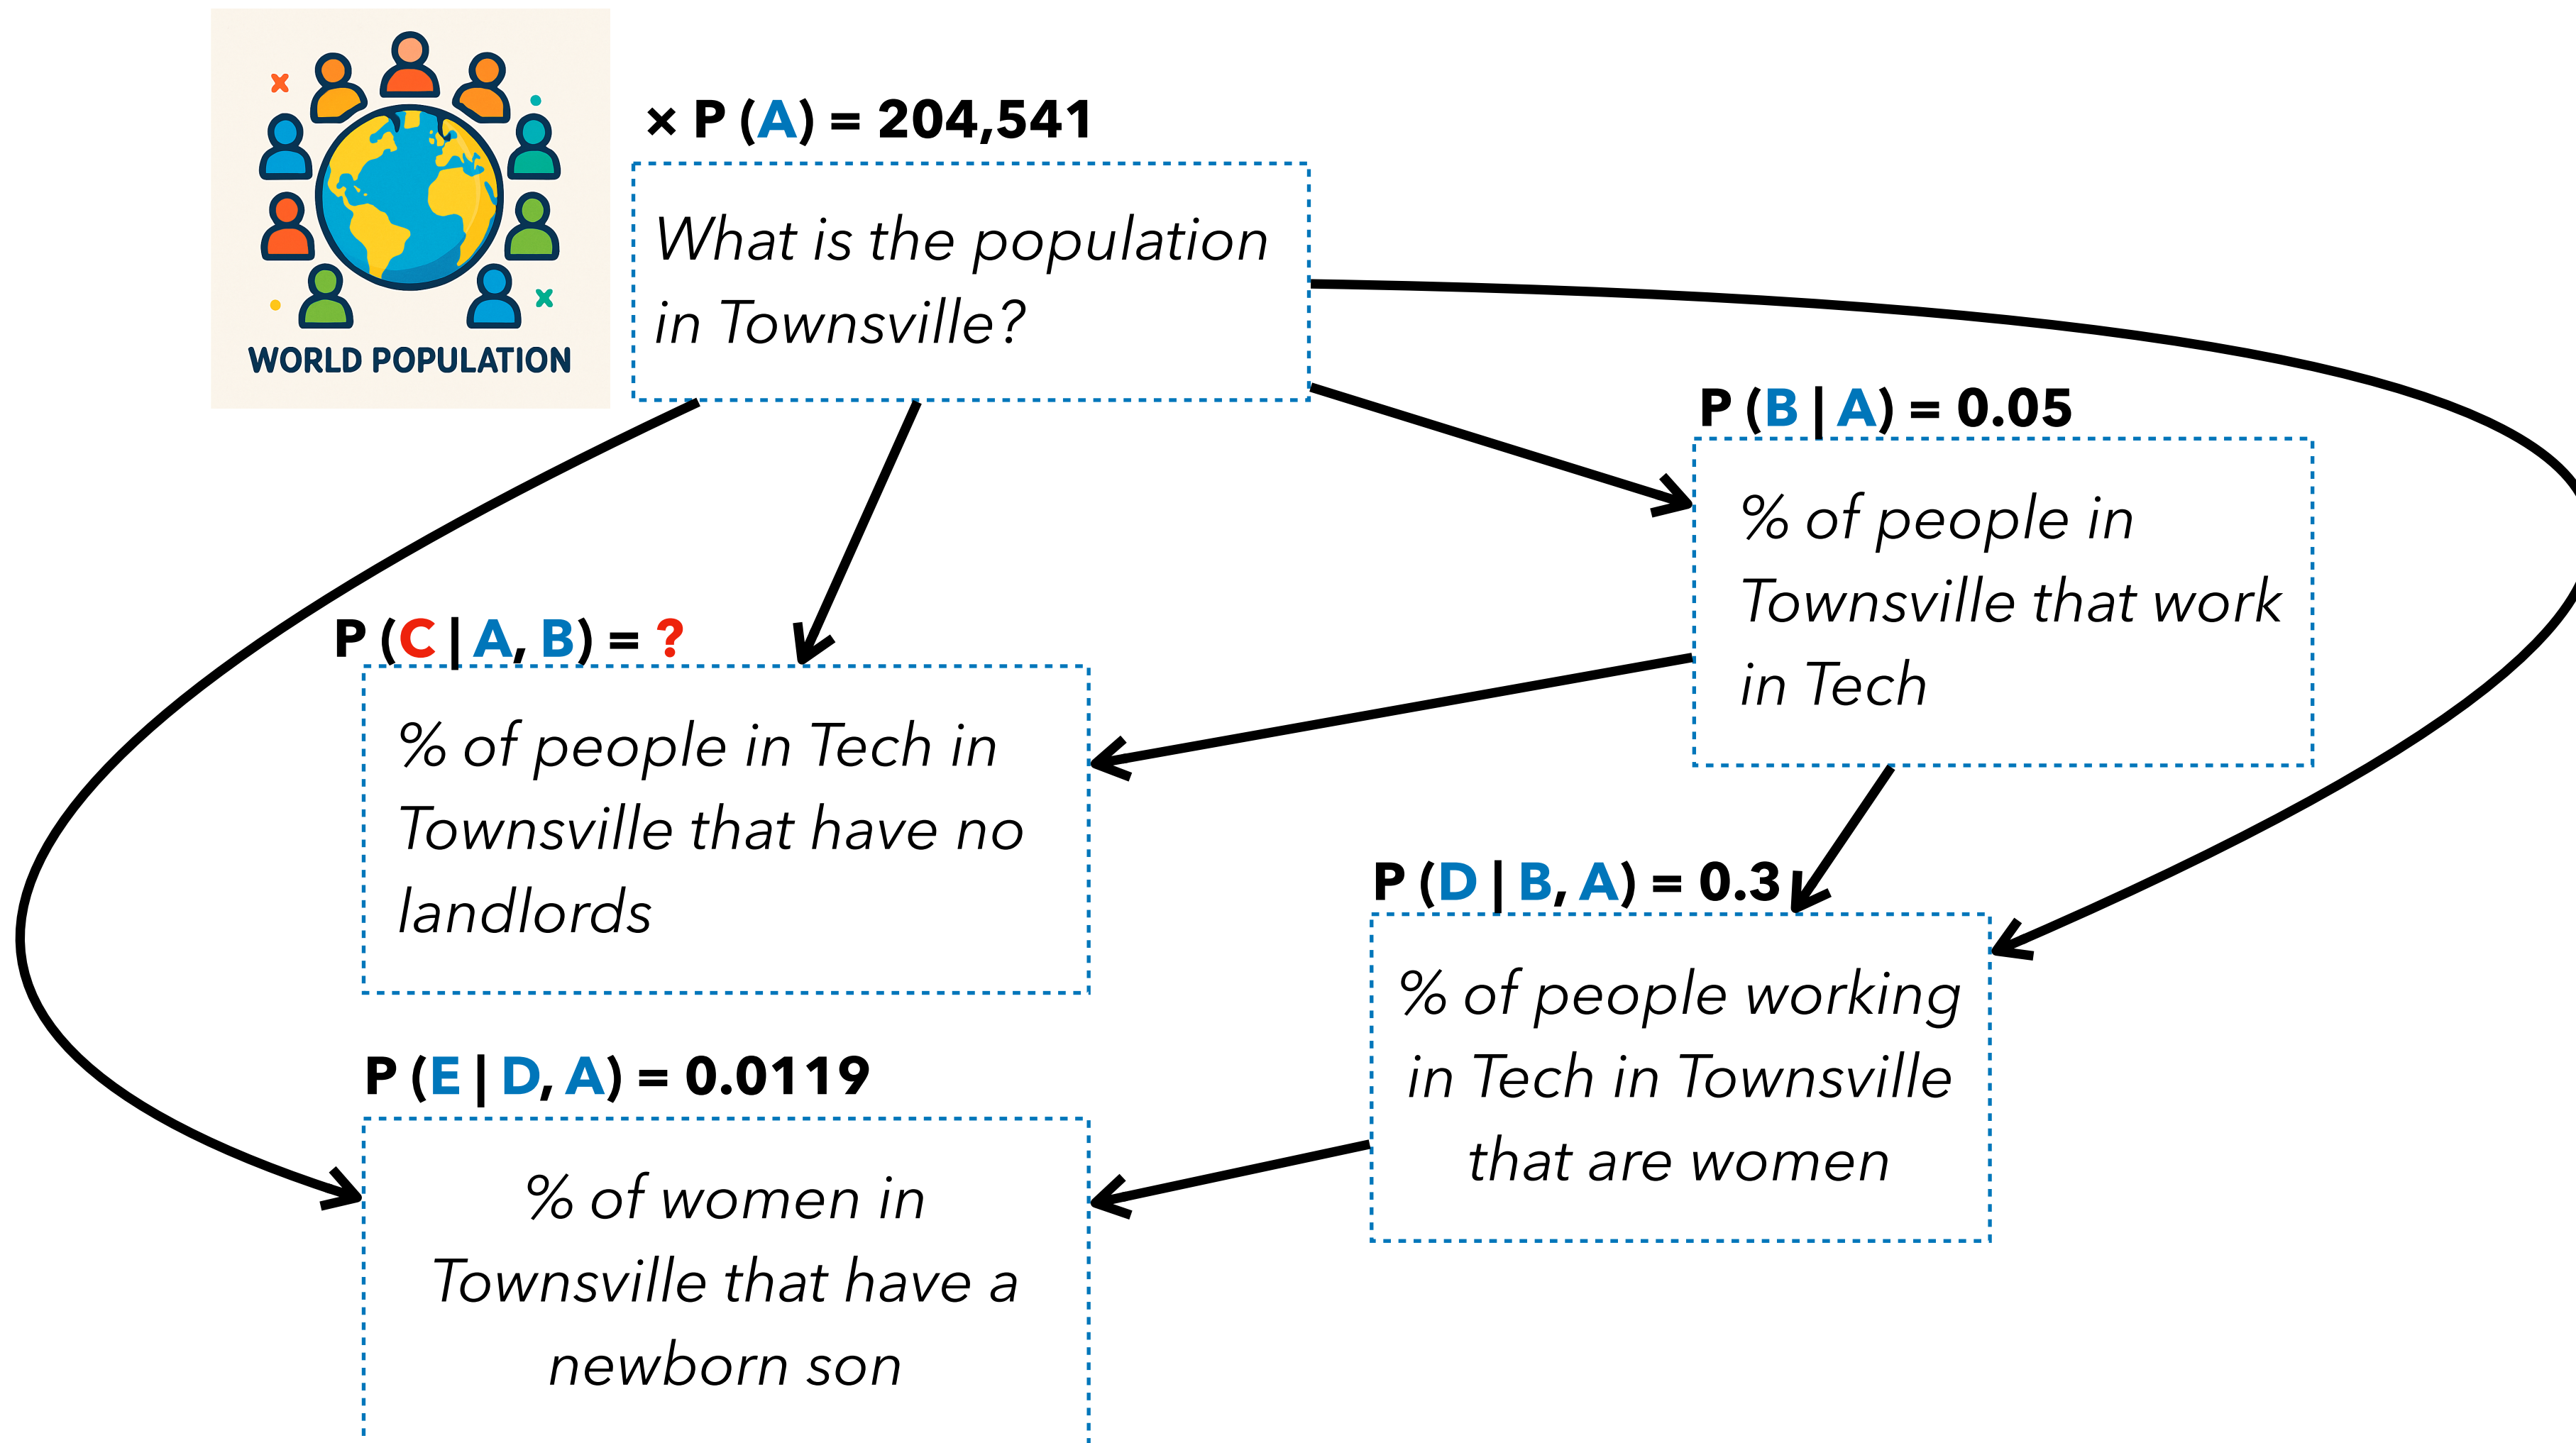 WORLD POPULATION
× P (A) = 204,541
What is the population
in Townsville?
P (B | A) = 0.05
% of people in
Townsville that work
in Tech
P (C | A, B) = ?
% of people in Tech in
Townsville that have no
landlords
P (D | B, A) = 0.3
% of people working
in Tech in Townsville
that are women
P (E | D, A) = 0.0119
% of women in
Townsville that have a
newborn son